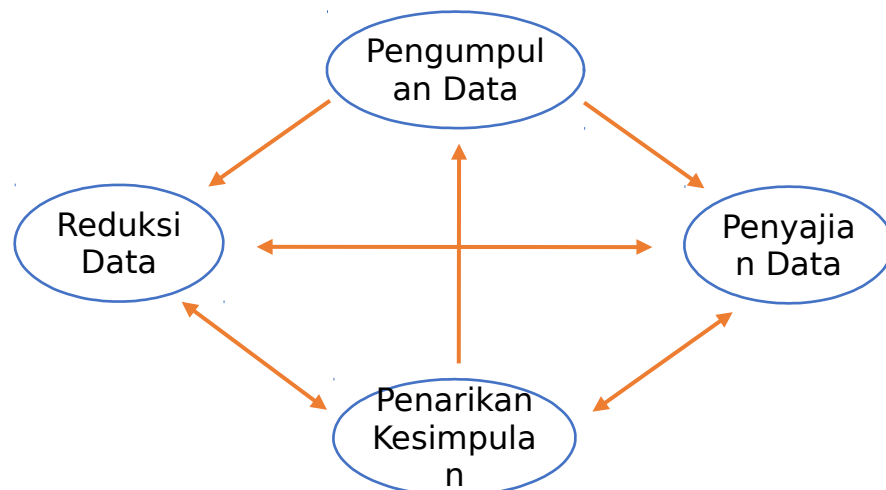 Pengumpul
an Data
Reduksi
Data
Penyajia
n Data
Penarikan
Kesimpula
n